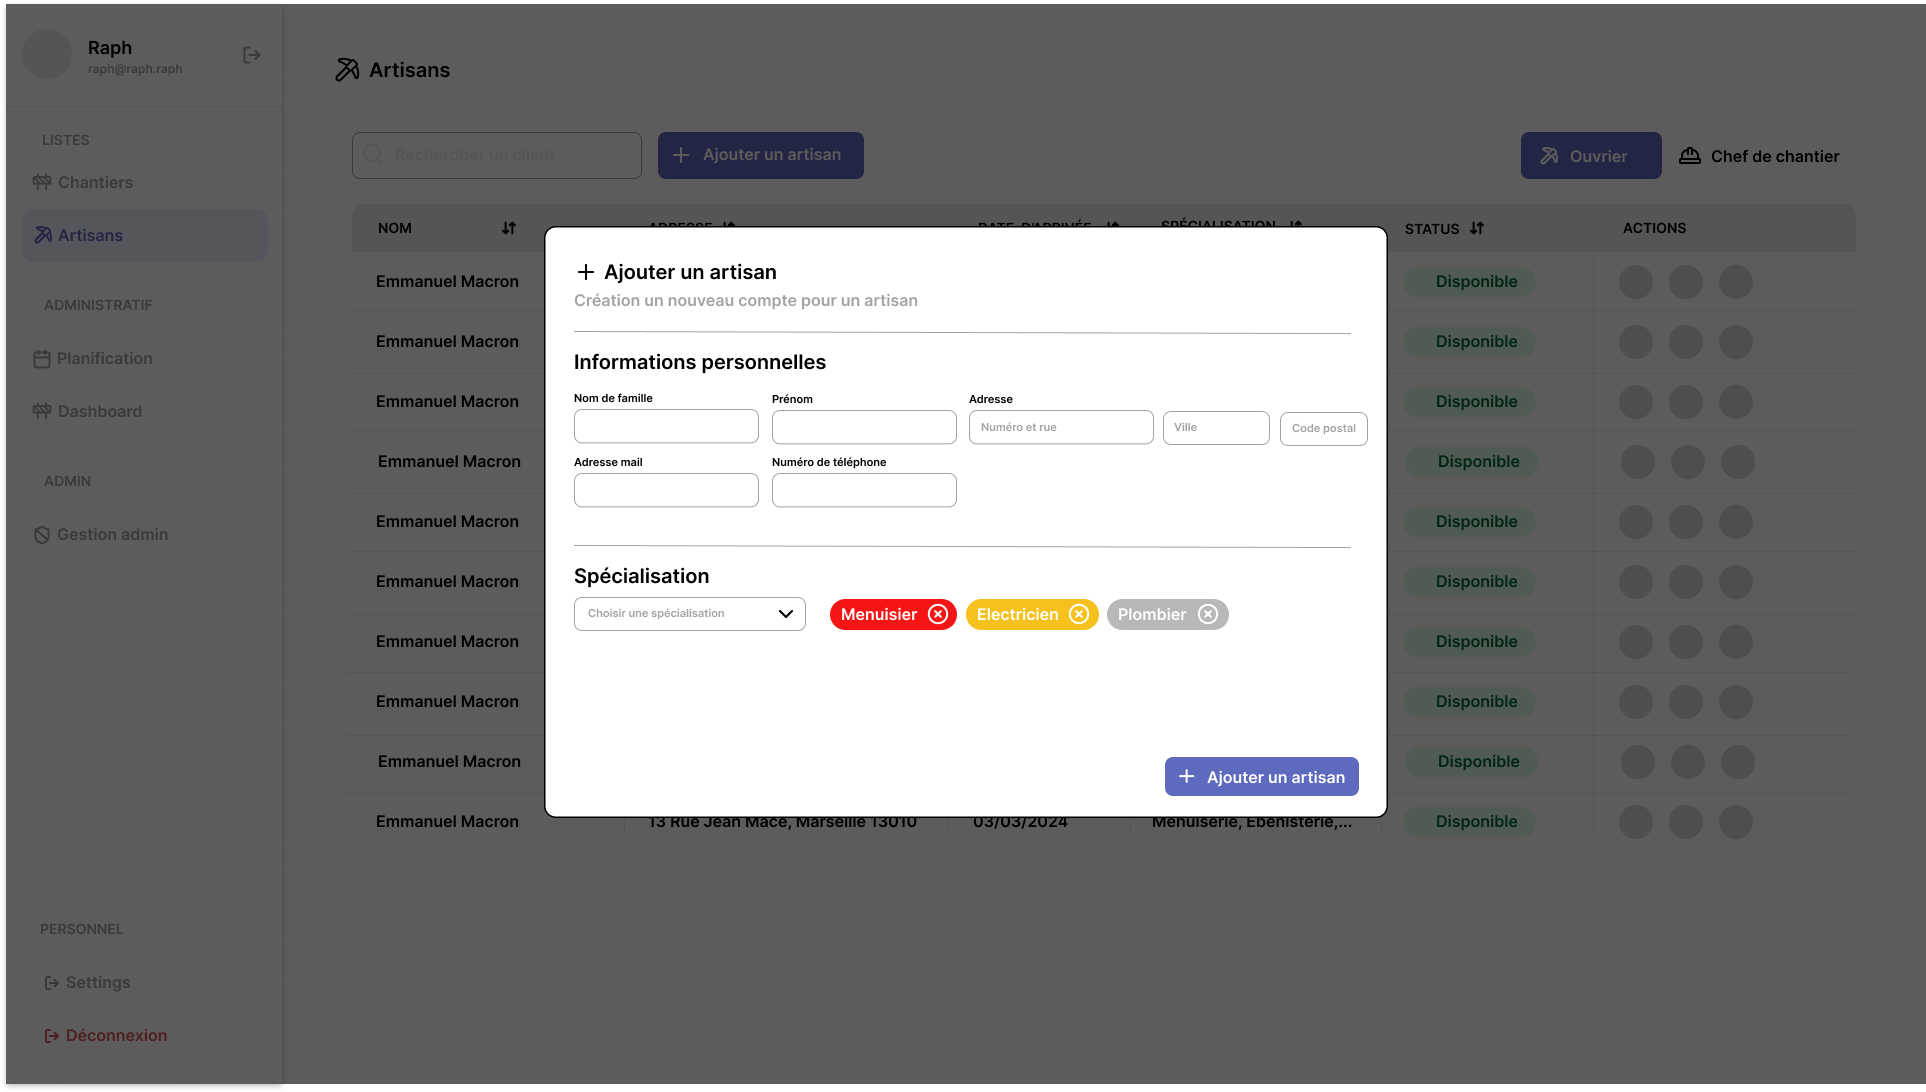 Raph
raph@raph.raph
LISTES
Chantiers
Artisans
ADMINISTRATIF
Planification
Dashboard
ADMIN
Gestion admin
PERSONNEL
Settings
Déconnexion
Artisans
Recherdher un client
Ajouter un artisan
Ouvrier
Chef de chantier
NOM ADRESSE DATE D'ARRIVÉE SPÉCIALISATION STATUS ACTIONS
Emmanuel Macron Disponible
Emmanuel Macron Disponible
Emmanuel Macron Disponible
Emmanuel Macron Disponible
Emmanuel Macron Disponible
Emmanuel Macron Disponible
Emmanuel Macron Disponible
Emmanuel Macron Disponible
Emmanuel Macron Disponible
Emmanuel Macron 13 Rue Jean Macé, Marseille 13010 03/03/2024 Menuiserie, Ébénisterie,... Disponible
Ajouter un artisan
Création un nouveau compte pour un artisan
Informations personnelles
Nom de famille Prénom Adresse
Numéro et rue Ville Code postal
Adresse mail Numéro de téléphone
Spécialisation
Choisir une spécialisation Menuisier Electricien Plombier
Ajouter un artisan